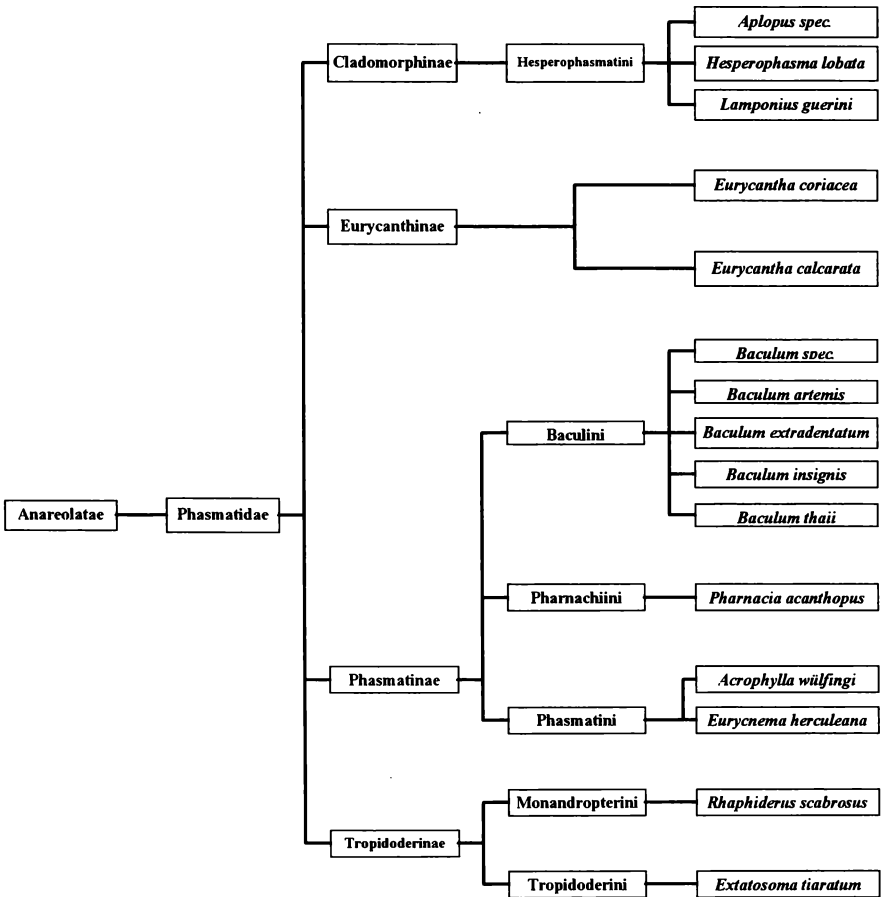 Aplopus spec.
Cladomorphinae
Hesperophasmatini
Hesperophasma lobata
Lamponius guerini
Eurycantha coriacea
Eurycanthinae
Eurycantha calcarata
Baculum spec.
Baculum artemis
Baculini
Baculum extradentatum
Baculum insignis
Anareolatae
Phasmatidae
Baculum thaii
Pharnachiini
Pharnacia acanthopus
Phasmatinae
Acrophylla wülfingi
Phasmatini
Eurycnema herculeana
Monandropterini
Rhaphiderus scabrosus
Tropidoderinae
Tropidoderini
Extatosoma tiaratum